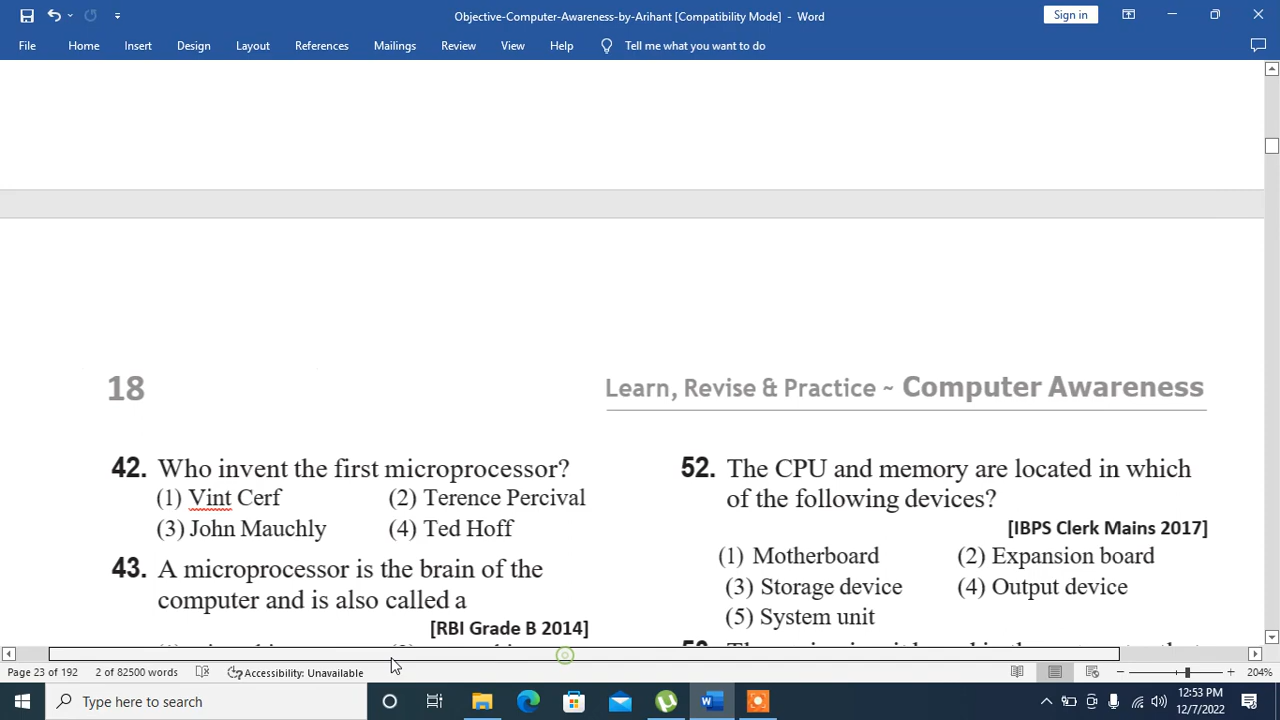 Objective-Computer-Awareness-by-Arihant [Compatibility Mode] - Word
Sign in
File Home Insert Design Layout References Mailings Review View Help Tell me what you want to do
18
Learn, Revise & Practice ~ Computer Awareness
42. Who invent the first microprocessor?
(1) Vint Cerf (2) Terence Percival
(3) John Mauchly (4) Ted Hoff
43. A microprocessor is the brain of the
computer and is also called a
[RBI Grade B 2014]
52. The CPU and memory are located in which
of the following devices?
[IBPS Clerk Mains 2017]
(1) Motherboard (2) Expansion board
(3) Storage device (4) Output device
(5) System unit
Page 23 of 192 2 of 82500 words Accessibility: Unavailable 204%
Type here to search
12:53 PM
12/7/2022